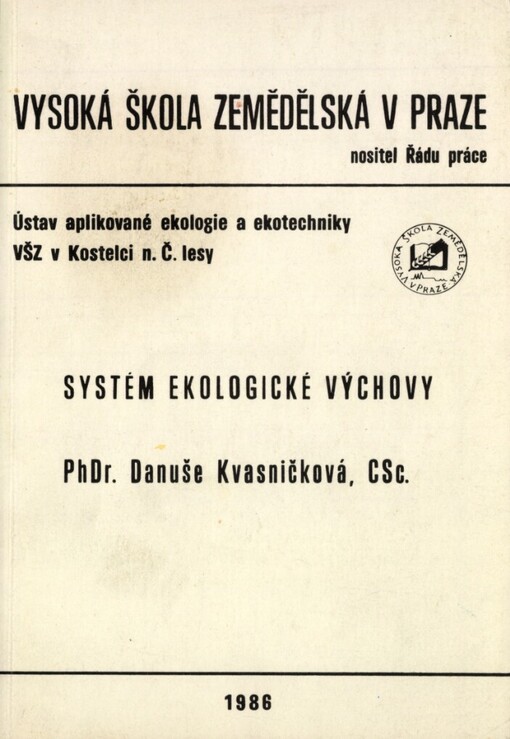 VYSOKÁ ŠKOLA ZEMĚDĚLSKÁ V PRAZE
nositel Řádu práce
Ústav aplikované ekologie a ekotechniky
VŠZ v Kostelci n. Č. lesy
VYSOKÁ ŠKOLA ZEMĚDĚLSKÁ V PRAZE
SYSTÉM EKOLOGICKÉ VÝCHOVY
PhDr. Danuše Kvasničková, CSc.
1986